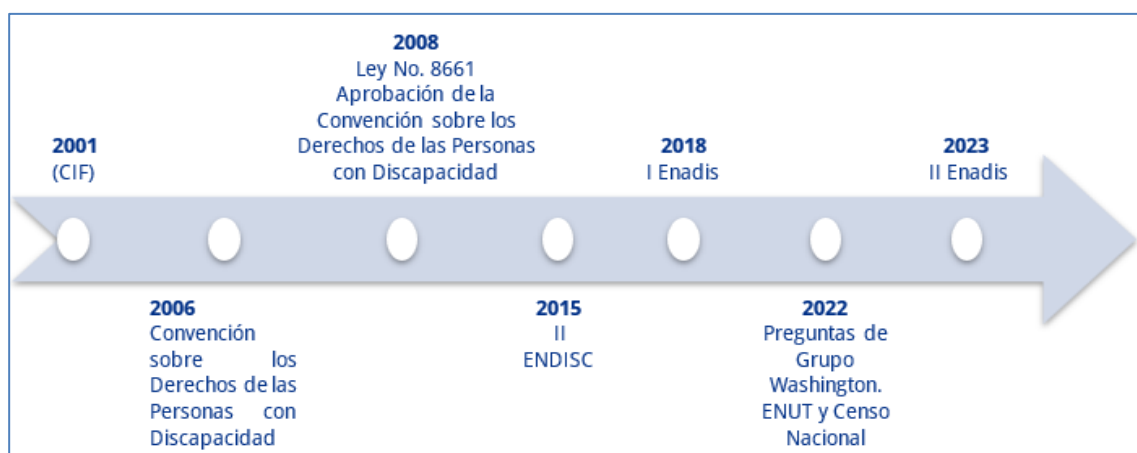 2001
(CIF)
2006
Convención
sobre los
Derechos de las
Personas con
Discapacidad
2008
Ley No. 8661
Aprobación de la
Convención sobre los
Derechos de las Personas
con Discapacidad
2015
II
ENDISC
2018
I Enadis
2022
Preguntas de
Grupo
Washington.
ENUT y Censo
Nacional
2023
II Enadis